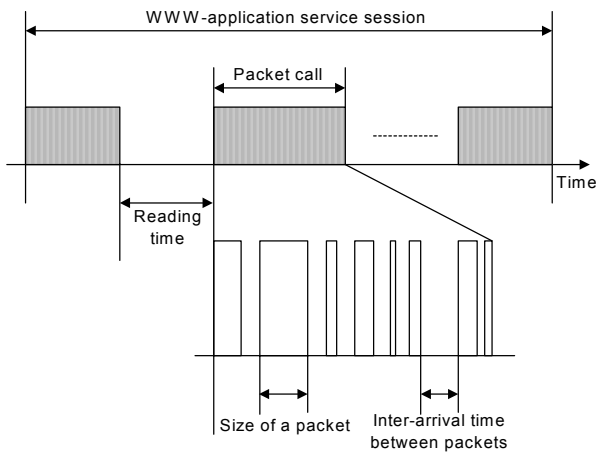 WWW-application service session
Packet call
Time
Reading
time
Size of a packet
Inter-arrival time
between packets